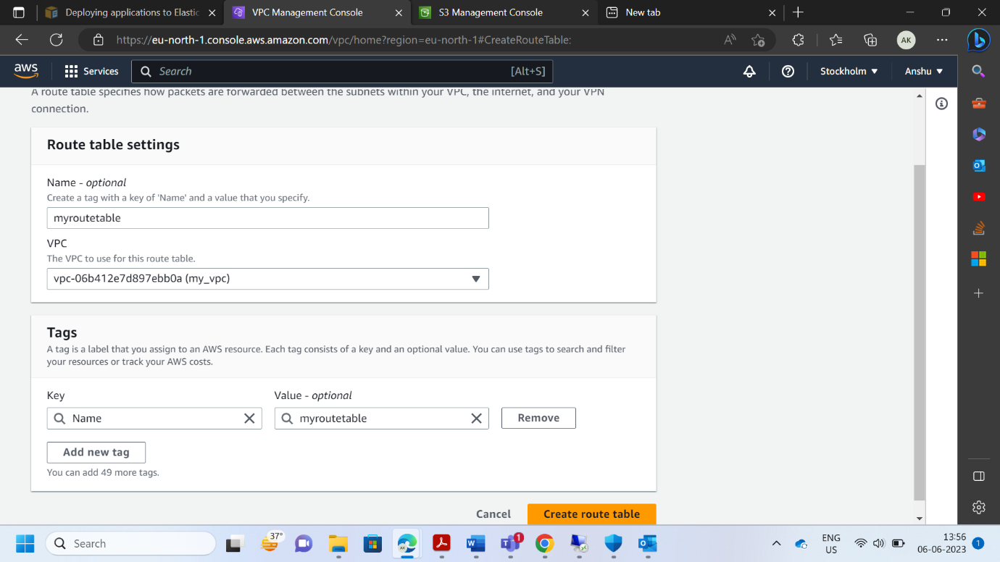 Deploying applications to Elastic
VPC Management Console
S3 Management Console
New tab
https://eu-north-1.console.aws.amazon.com/vpc/home?region=eu-north-1#CreateRouteTable:
AK
aws
Services
Search
[Alt+S]
Stockholm
Anshu
A route table specifies how packets are forwarded between the subnets within your VPC, the internet, and your VPN
connection.
Route table settings
Name - optional
Create a tag with a key of 'Name' and a value that you specify.
myroutetable
VPC
The VPC to use for this route table.
vpc-06b412e7d897ebb0a (my_vpc)
Tags
A tag is a label that you assign to an AWS resource. Each tag consists of a key and an optional value. You can use tags to search and filter
your resources or track your AWS costs.
Key
Value - optional
Name
myroutetable
Remove
Add new tag
You can add 49 more tags.
Cancel
Create route table
Search
37°
1
ENG
US
13:56
06-06-2023
1